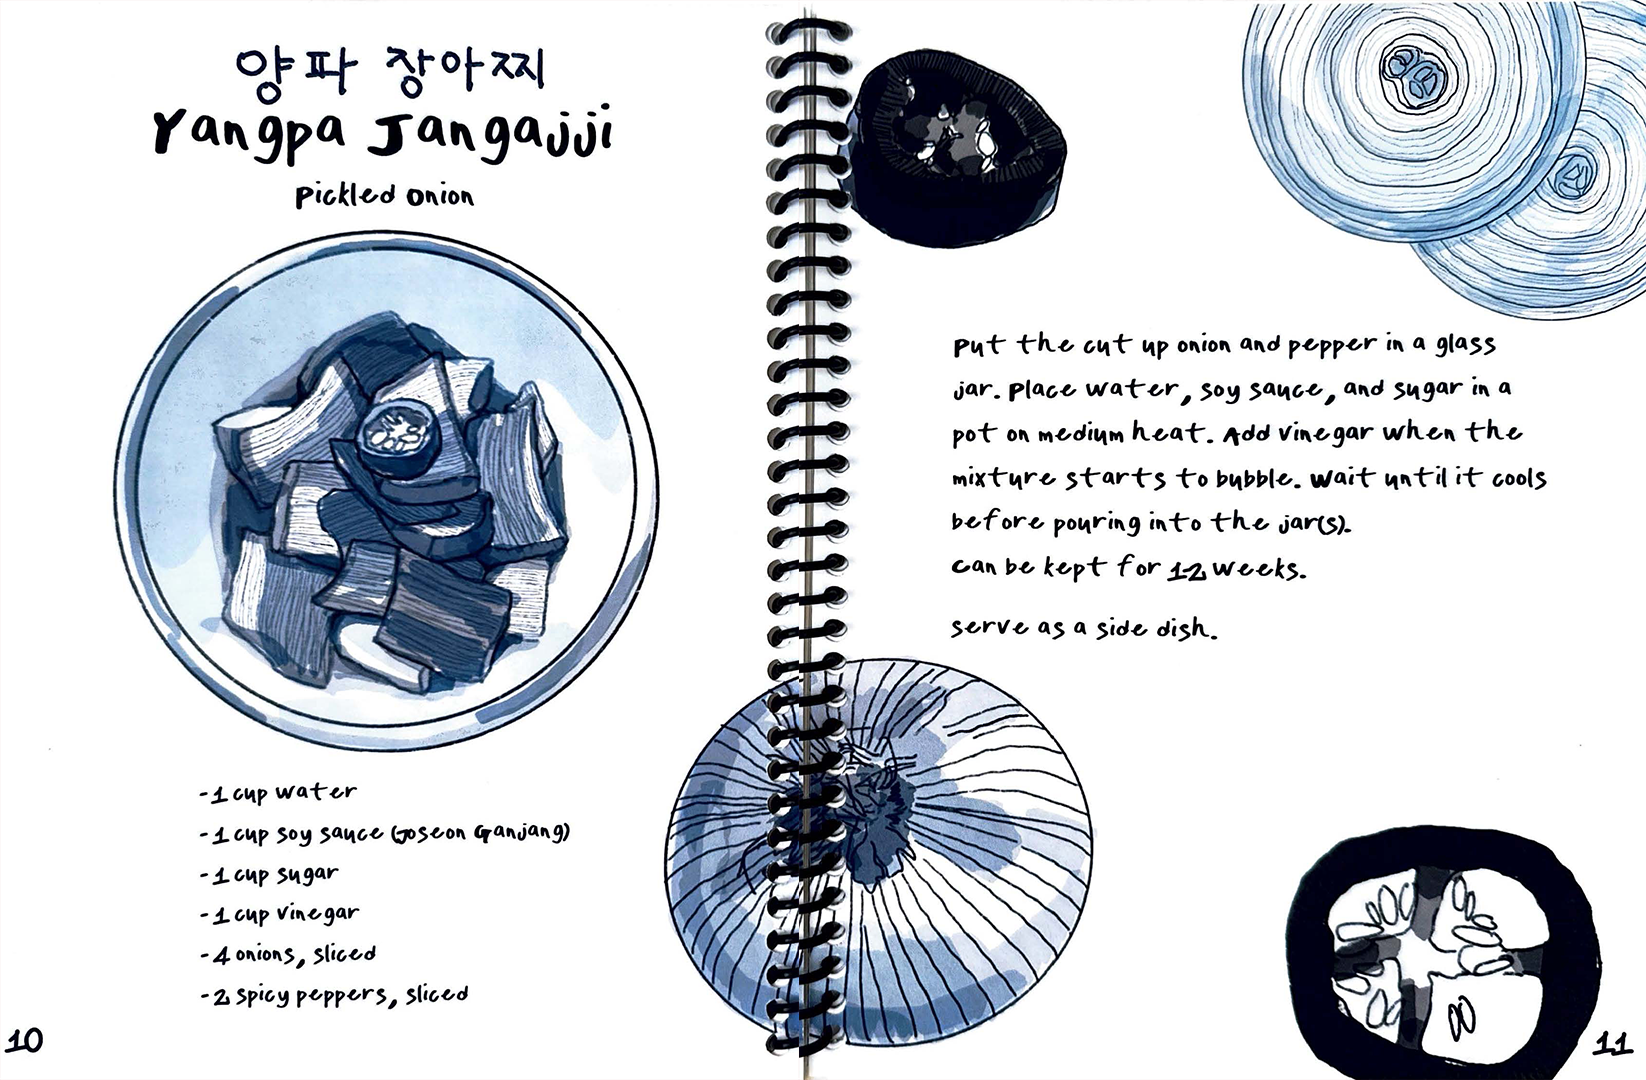 양파 장아찌
Yangpa Jangajji
Pickled Onion
-1 cup water
-1 cup soy sauce (Joseon Ganjang)
-1 cup sugar
-1 cup vinegar
-4 onions, sliced
-2 spicy peppers, sliced
10
Put the cut up onion and pepper in a glass
jar. Place water, soy sauce, and sugar in a
pot on medium heat. Add vinegar when the
mixture starts to bubble. Wait until it cools
before pouring into the jar(s).
Can be kept for 12 weeks.
Serve as a side dish.
11